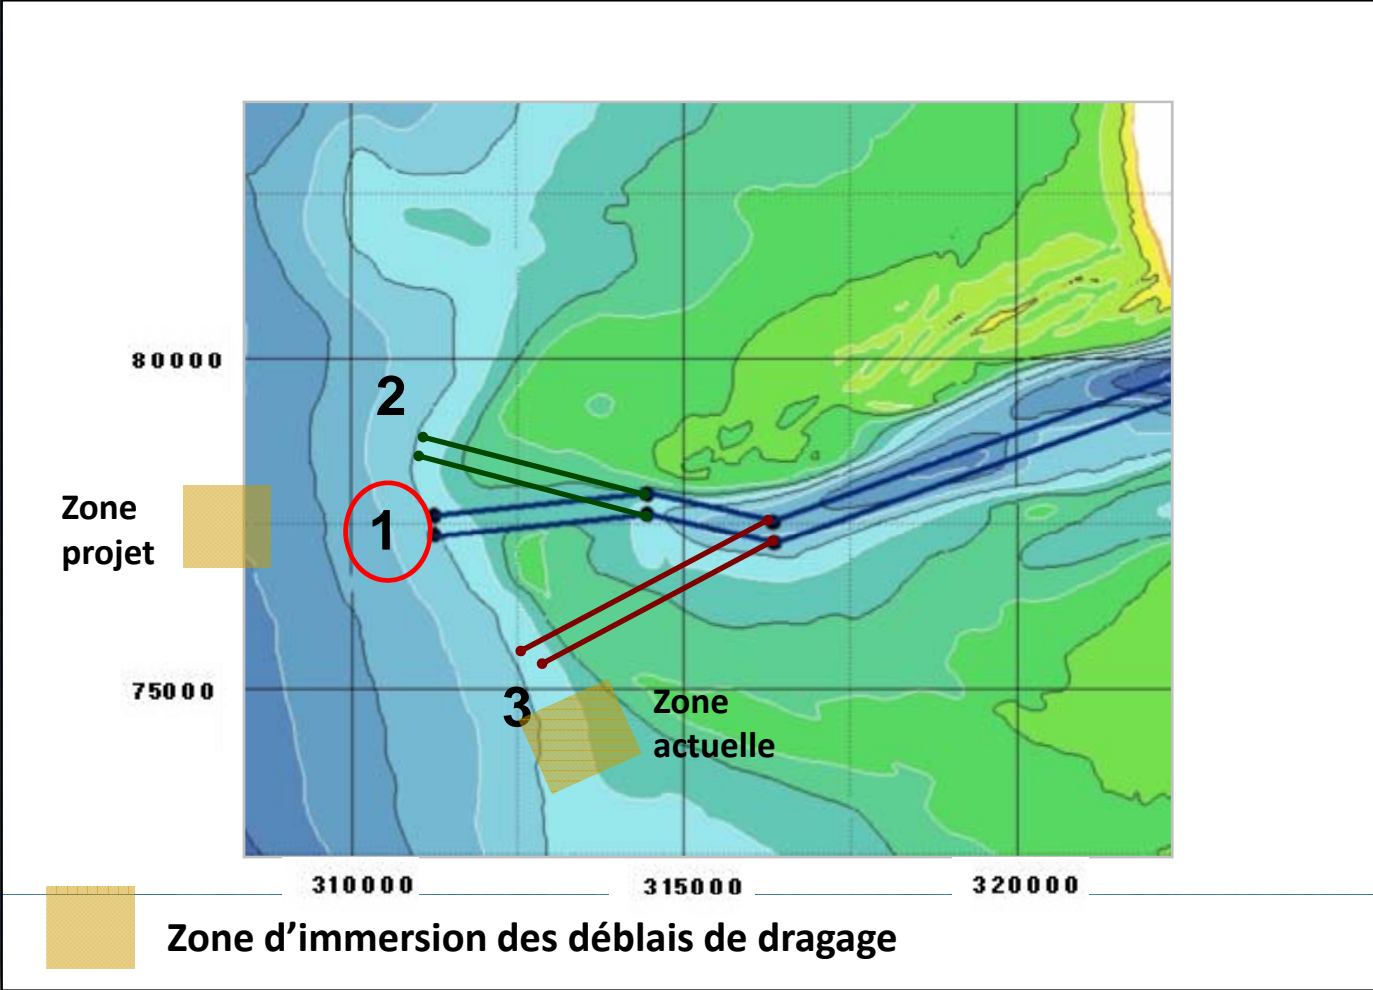 80000
2
Zone
projet
1
75000
3
Zone
actuelle
310000
315000
320000
Zone d’immersion des déblais de dragage